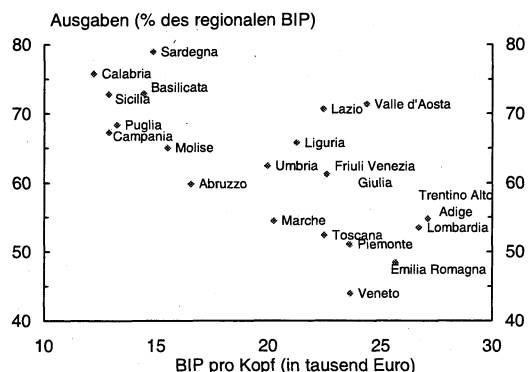 Ausgaben (% des regionalen BIP)
80 80
Sardegna
Calabria
Basilicata
Sicilia
70 70
Lazio
Valle d'Aosta
Puglia
Campania
Liguria
Molise
Umbria
Friuli Venezia
Giulia
60 60
Abruzzo
Trentino Alto
Adige
Marche
Lombardia
Toscana
Piemonte
50 50
Emilia Romagna
Veneto
40 40
10 15 20 25 30
BIP pro Kopf (in tausend Euro)